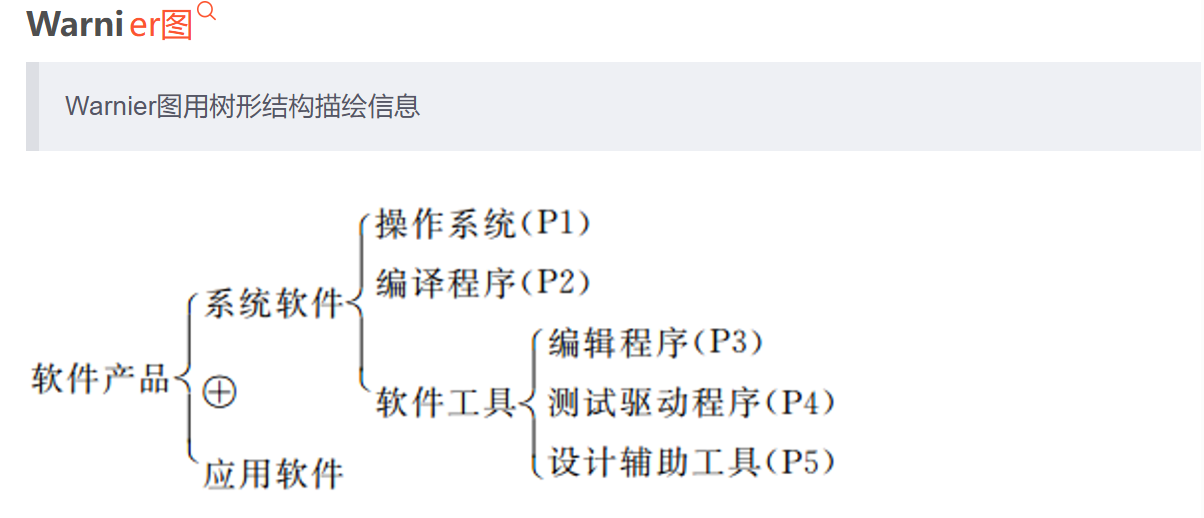 Warnier图
Warnier图用树形结构描绘信息
操作系统(P1)
编译程序(P2)
系统软件
编辑程序(P3)
软件产品
⊕
软件工具
测试驱动程序(P4)
设计辅助工具(P5)
应用软件